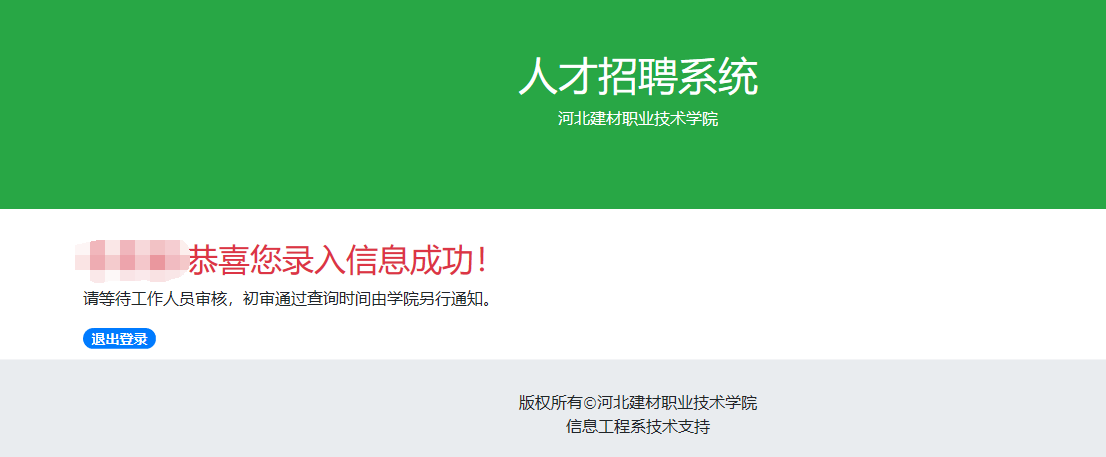 人才招聘系统
河北建材职业技术学院
恭喜您录入信息成功！
请等待工作人员审核，初审通过查询时间由学院另行通知。
退出登录
版权所有©河北建材职业技术学院
信息工程系技术支持